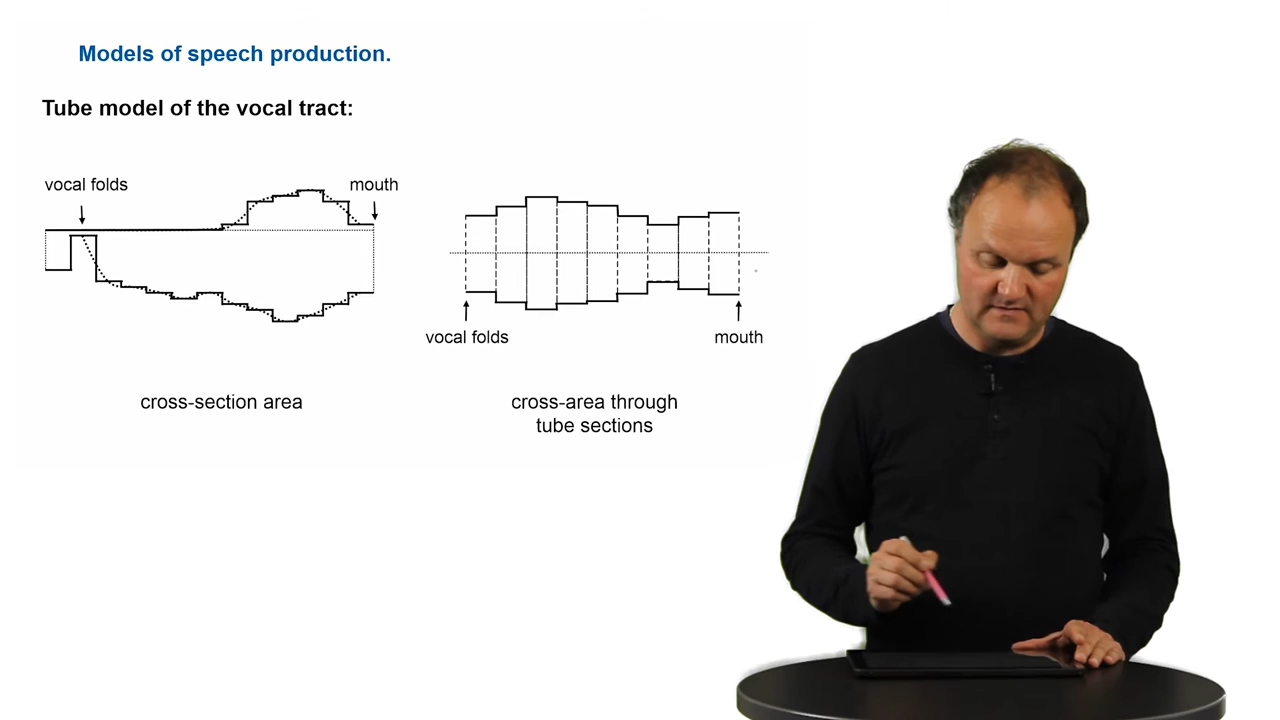 Models of speech production.
Tube model of the vocal tract:
vocal folds
mouth
vocal folds
mouth
cross-section area
cross-area through
tube sections